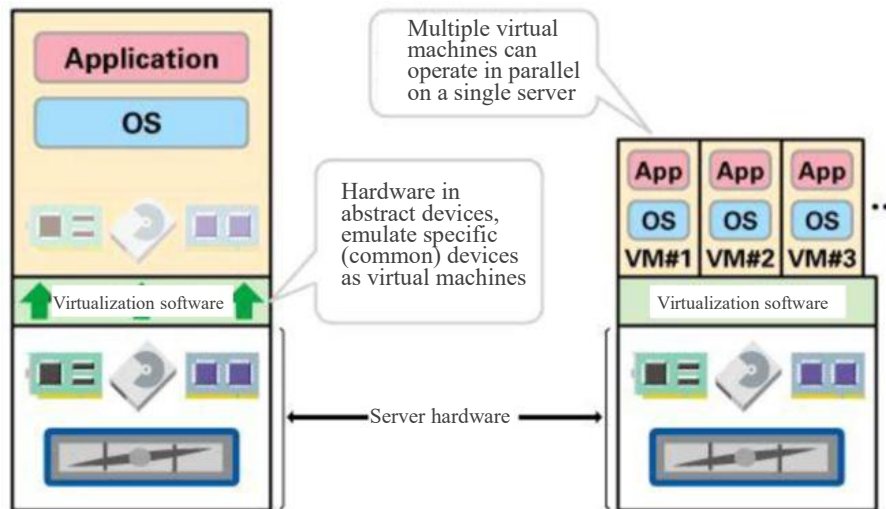 Application
OS
Multiple virtual
machines can
operate in parallel
on a single server
Hardware in
abstract devices,
emulate specific
(common) devices
as virtual machines
Virtualization software
App App App
OS OS OS
VM#1 VM#2 VM#3
..
Virtualization software
Server hardware